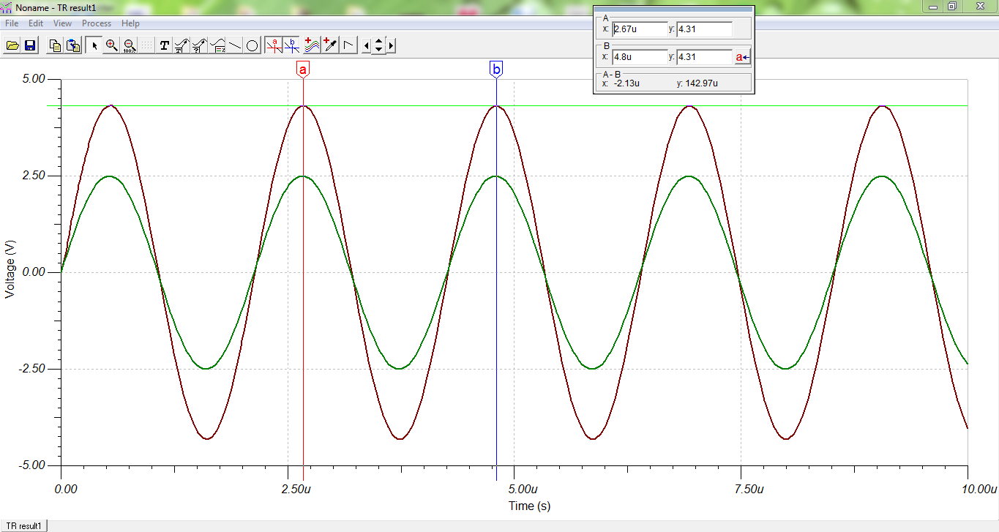 Noname - TR result1
File Edit View Process Help
T
100%
a b
A
x: 2.67u y: 4.31
B
x: 4.8u y: 4.31 a
A - B
x: -2.13u y: 142.97u
a b
5.00
2.50
0.00
-2.50
-5.00
Voltage (V)
0.00 2.50u 5.00u 7.50u 10.00u
Time (s)
TR result1